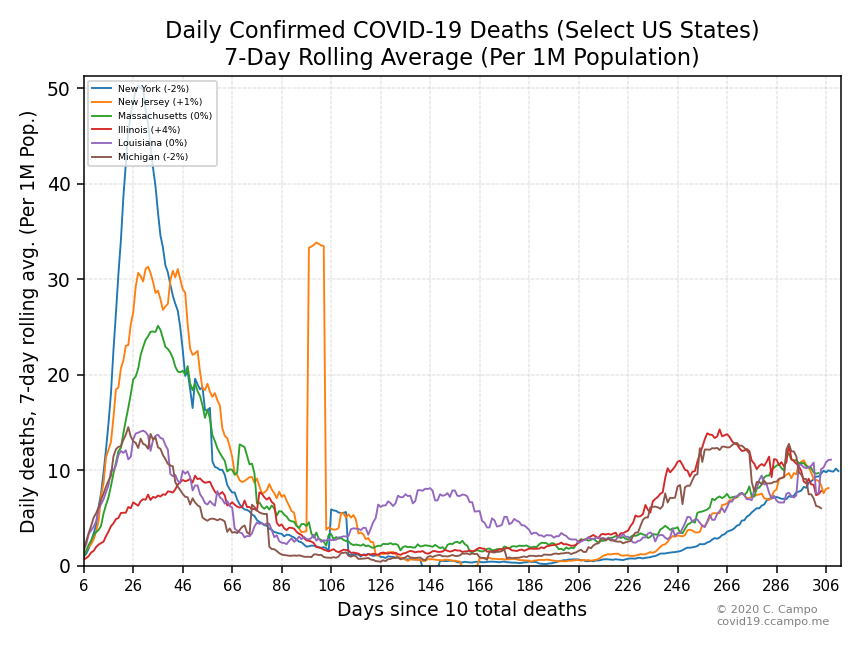 Daily Confirmed COVID-19 Deaths (Select US States)
7-Day Rolling Average (Per 1M Population)
Daily deaths, 7-day rolling avg. (Per 1M Pop.)
50
40
30
20
10
0
New York (-2%)
New Jersey (+1%)
Massachusetts (0%)
Illinois (+4%)
Louisiana (0%)
Michigan (-2%)
6 26 46 66 86 106 126 146 166 186 206 226 246 266 286 306
Days since 10 total deaths
© 2020 C. Campo
covid19.ccampo.me